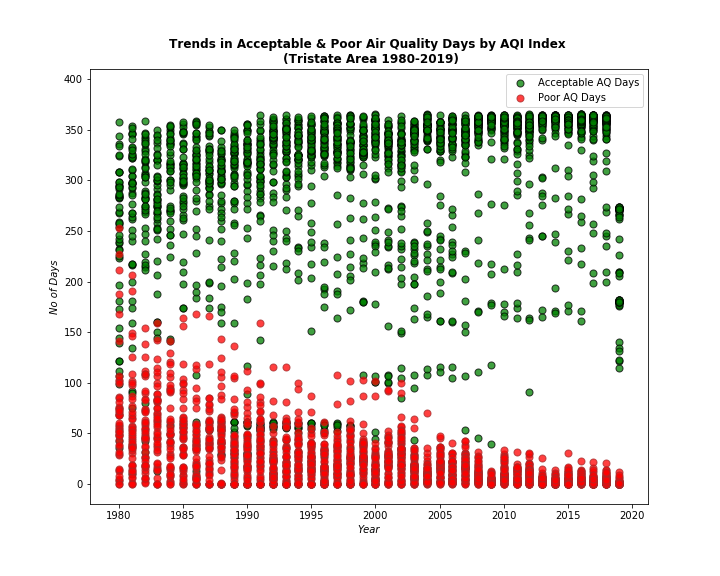 Trends in Acceptable & Poor Air Quality Days by AQI Index
(Tristate Area 1980-2019)
Acceptable AQ Days
Poor AQ Days
No of Days
400
350
300
250
200
150
100
50
0
1980 1985 1990 1995 2000 2005 2010 2015 2020
Year